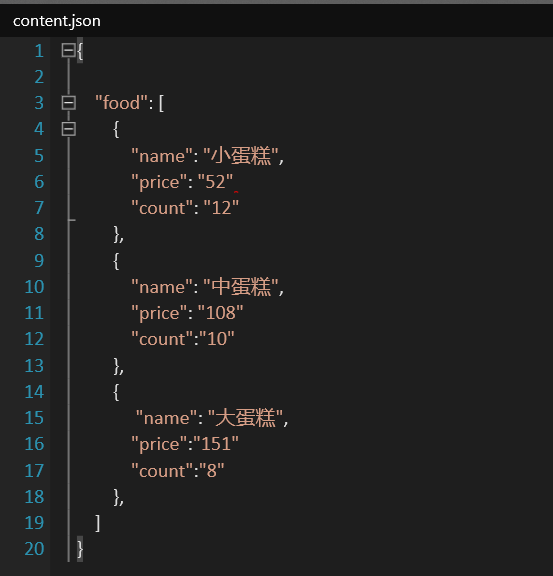 content.json
1 {
2
3 "food": [
4 {
5 "name": "小蛋糕",
6 "price": "52"
7 "count": "12"
8 },
9 {
10 "name": "中蛋糕",
11 "price": "108"
12 "count":"10"
13 },
14 {
15 "name": "大蛋糕",
16 "price":"151"
17 "count":"8"
18 },
19 ]
20 }